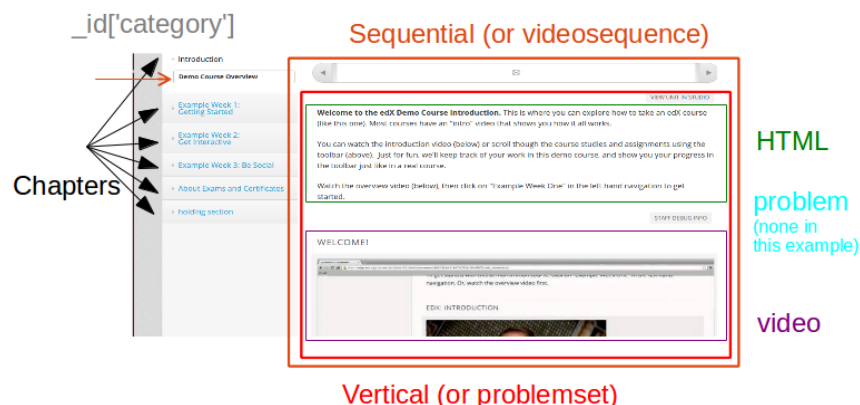 _id['category']
Sequential (or videosequence)
Introduction
Demo Course Overview
Example Week 1:
Getting Started
Example Week 2:
Get Interactive
Example Week 3: Be Social
About Exams and Certificates
holding section
Chapters
VIEW UNIT IN STUDIO
Welcome to the edX Demo Course Introduction. This is where you can explore how to take an edX course
(like this one). Most courses have an "intro" video that shows you how it all works.
You can watch the introduction video (below) or scroll though the course studies and assignments using the
toolbar (above). Just for fun, we'll keep track of your work in this demo course, and show you your progress in
the toolbar just like in a real course.
Watch the overview video (below), then click on "Example Week One" in the left hand navigation to get
started.
STAFF DEBUG INFO
WELCOME!
navigation. Or, watch the overview video first.
EDX: INTRODUCTION
HTML
problem
(none in
this example)
video
Vertical (or problemset)